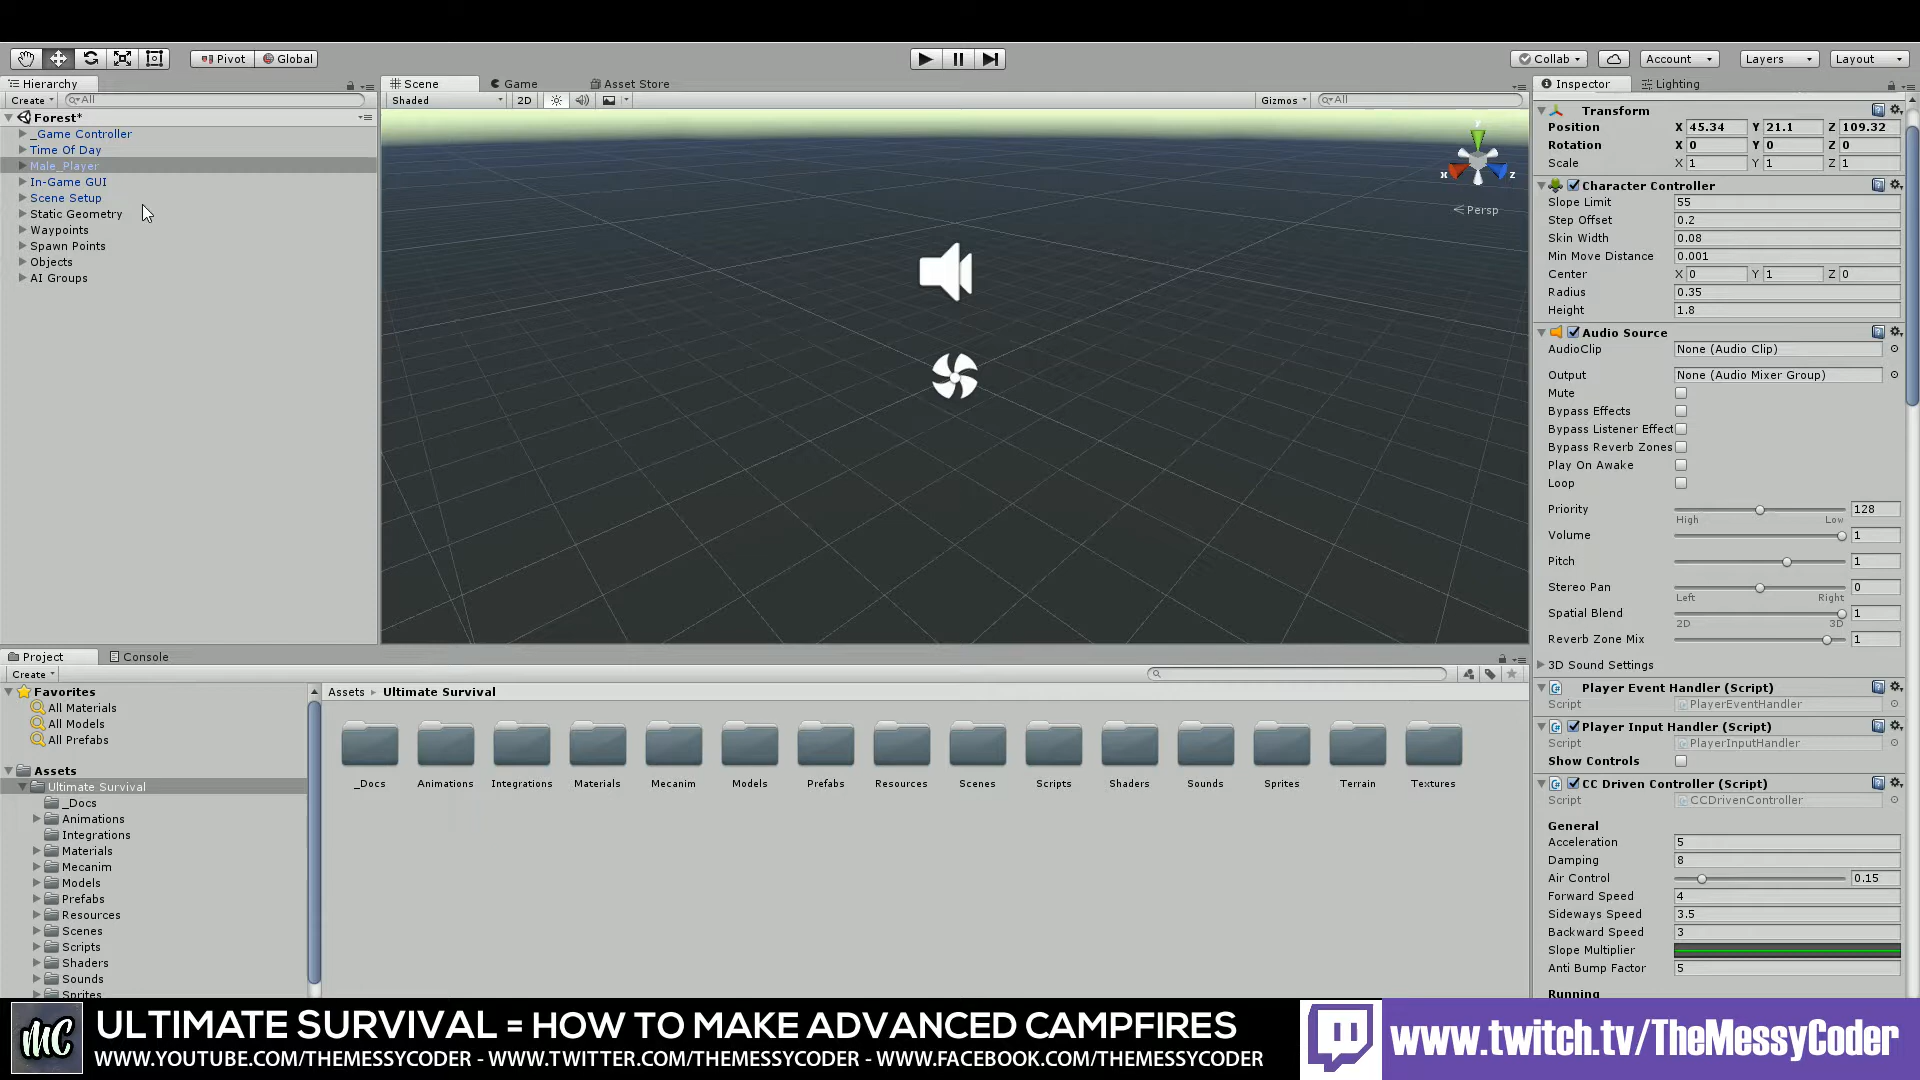 Pivot Global Collab Account Layers Layout
Hierarchy Scene Game Asset Store Inspector Lighting
Create All Shaded 2D Gizmos All
Forest*
_Game Controller
Time Of Day
Male_Player
In-Game GUI
Scene Setup
Static Geometry
Waypoints
Spawn Points
Objects
AI Groups
y
x z
Persp
Transform
Position X 45.34 Y 21.1 Z 109.32
Rotation X 0 Y 0 Z 0
Scale X 1 Y 1 Z 1
Character Controller
Slope Limit 55
Step Offset 0.2
Skin Width 0.08
Min Move Distance 0.001
Center X 0 Y 1 Z 0
Radius 0.35
Height 1.8
Audio Source
AudioClip None (Audio Clip)
Output None (Audio Mixer Group)
Mute
Bypass Effects
Bypass Listener Effect
Bypass Reverb Zones
Play On Awake
Loop
Priority 128
High Low
Volume 1
Pitch 1
Stereo Pan 0
Left Right
Spatial Blend 1
2D 3D
Reverb Zone Mix 1
3D Sound Settings
Player Event Handler (Script)
Script PlayerEventHandler
Player Input Handler (Script)
Script PlayerInputHandler
Show Controls
CC Driven Controller (Script)
Script CCDrivenController
General
Acceleration 5
Damping 8
Air Control 0.15
Forward Speed 4
Sideways Speed 3.5
Backward Speed 3
Slope Multiplier
Anti Bump Factor 5
Running
Project Console
Create
Favorites
All Materials
All Models
All Prefabs
Assets
Ultimate Survival
_Docs
Animations
Integrations
Materials
Mecanim
Models
Prefabs
Resources
Scenes
Scripts
Shaders
Sounds
Sprites
Assets Ultimate Survival
_Docs Animations Integrations Materials Mecanim Models Prefabs Resources Scenes Scripts Shaders Sounds Sprites Terrain Textures
MC
ULTIMATE SURVIVAL = HOW TO MAKE ADVANCED CAMPFIRES
WWW.YOUTUBE.COM/THEMESSYCODER - WWW.TWITTER.COM/THEMESSYCODER - WWW.FACEBOOK.COM/THEMESSYCODER
www.twitch.tv/TheMessyCoder